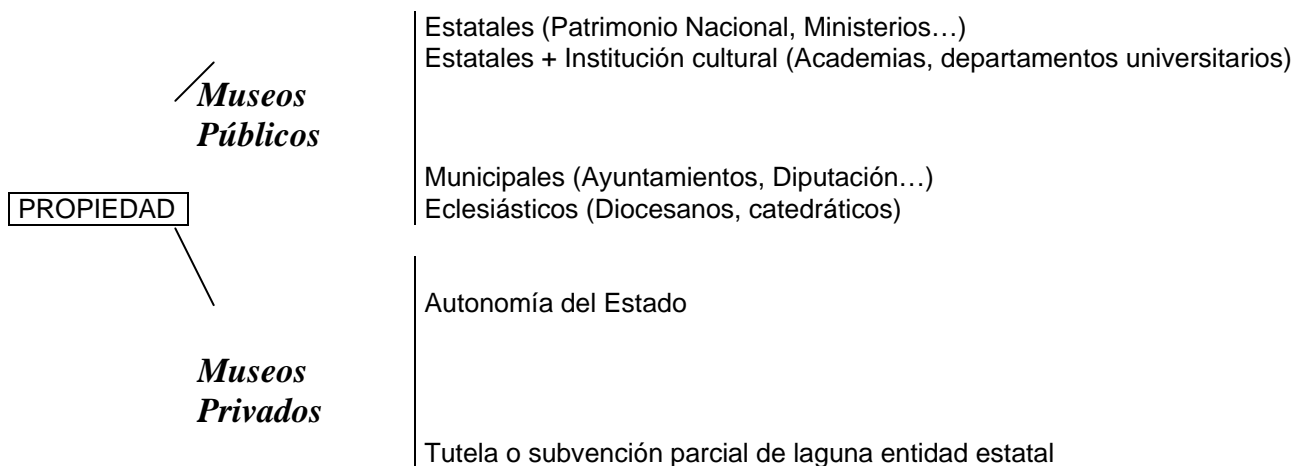 Estatales (Patrimonio Nacional, Ministerios…)
Estatales + Institución cultural (Academias, departamentos universitarios)
Museos
Públicos
Municipales (Ayuntamientos, Diputación…)
PROPIEDAD
Eclesiásticos (Diocesanos, catedráticos)
Autonomía del Estado
Museos
Privados
Tutela o subvención parcial de laguna entidad estatal